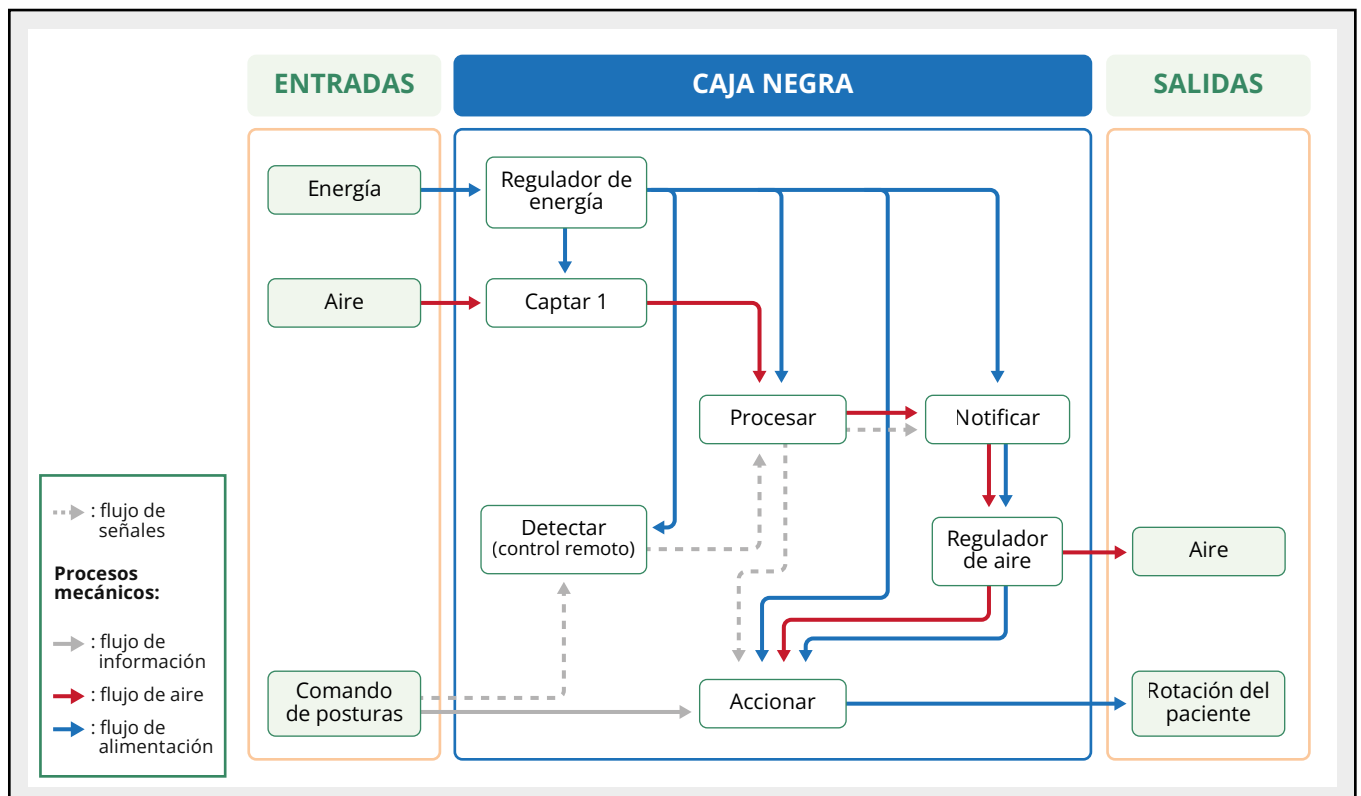 ENTRADAS
CAJA NEGRA
SALIDAS
Energía
Regulador de
energía
Aire
Captar 1
Procesar
Notificar
Detectar
(control remoto)
Regulador
de aire
Aire
Comando
de posturas
Accionar
Rotación del
paciente
: flujo de
señales
Procesos
mecánicos:
: flujo de
información
: flujo de aire
: flujo de
alimentación